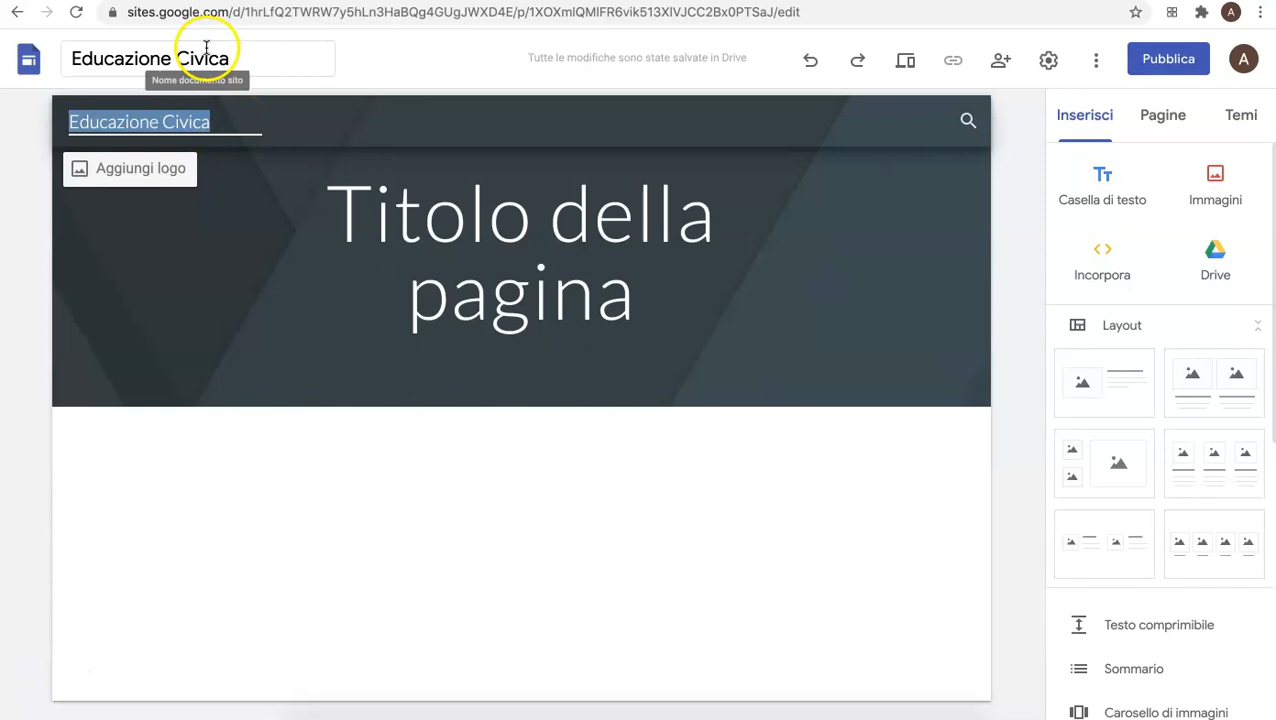 sites.google.com/d/1hrLfQ2TWRW7y5hLn3HaBQg4GUgJWXD4E/p/1XOXmlQMlFR6vik513XlVJCC2Bx0PTSaJ/edit
A
Educazione Civica
Tutte le modifiche sono state salvate in Drive
Pubblica
A
Nome documento sito
Educazione Civica
Aggiungi logo
Titolo della
pagina
Inserisci
Pagine
Temi
Casella di testo
Immagini
Incorpora
Drive
Layout
Testo comprimibile
Sommario
Carosello di immagini